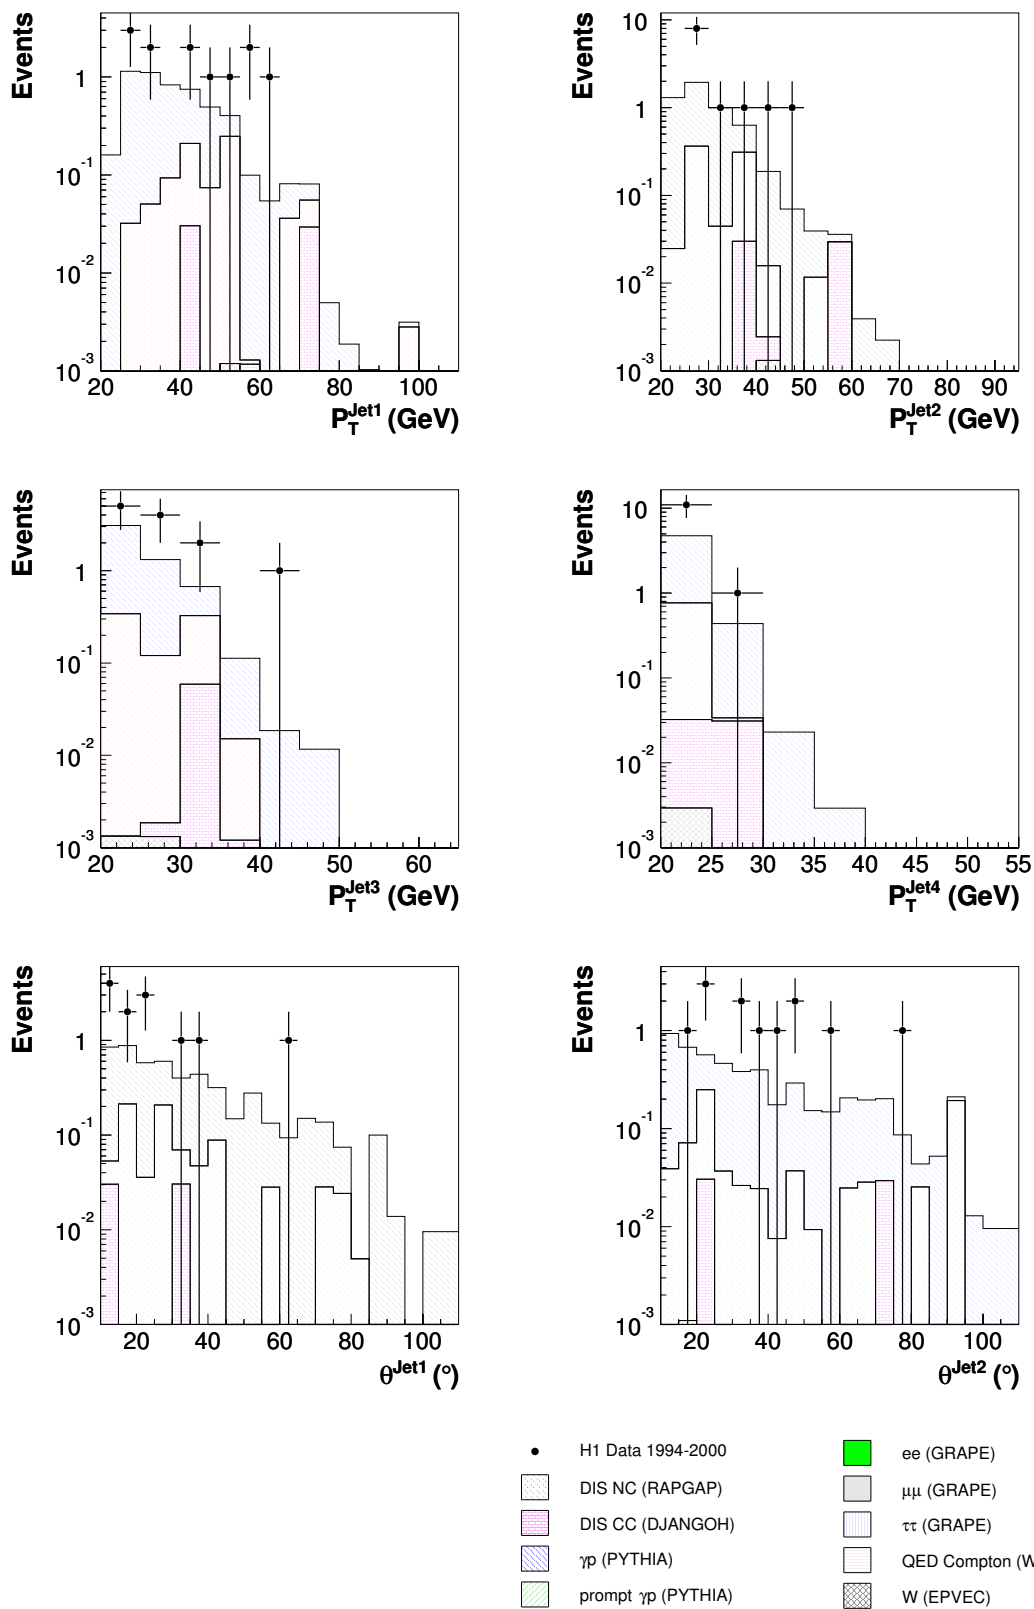 Events
1
10^-1
10^-2
10^-3
20 40 60 80 100
P_T^Jet1 (GeV)
Events
10
1
10^-1
10^-2
10^-3
20 30 40 50 60 70 80 90
P_T^Jet2 (GeV)
Events
1
10^-1
10^-2
10^-3
20 30 40 50 60
P_T^Jet3 (GeV)
Events
10
1
10^-1
10^-2
10^-3
20 25 30 35 40 45 50 55
P_T^Jet4 (GeV)
Events
1
10^-1
10^-2
10^-3
20 40 60 80 100
θ^Jet1 (°)
Events
1
10^-1
10^-2
10^-3
20 40 60 80 100
θ^Jet2 (°)
H1 Data 1994-2000
DIS NC (RAPGAP)
DIS CC (DJANGOH)
γp (PYTHIA)
prompt γp (PYTHIA)
ee (GRAPE)
μμ (GRAPE)
ττ (GRAPE)
QED Compton (W
W (EPVEC)